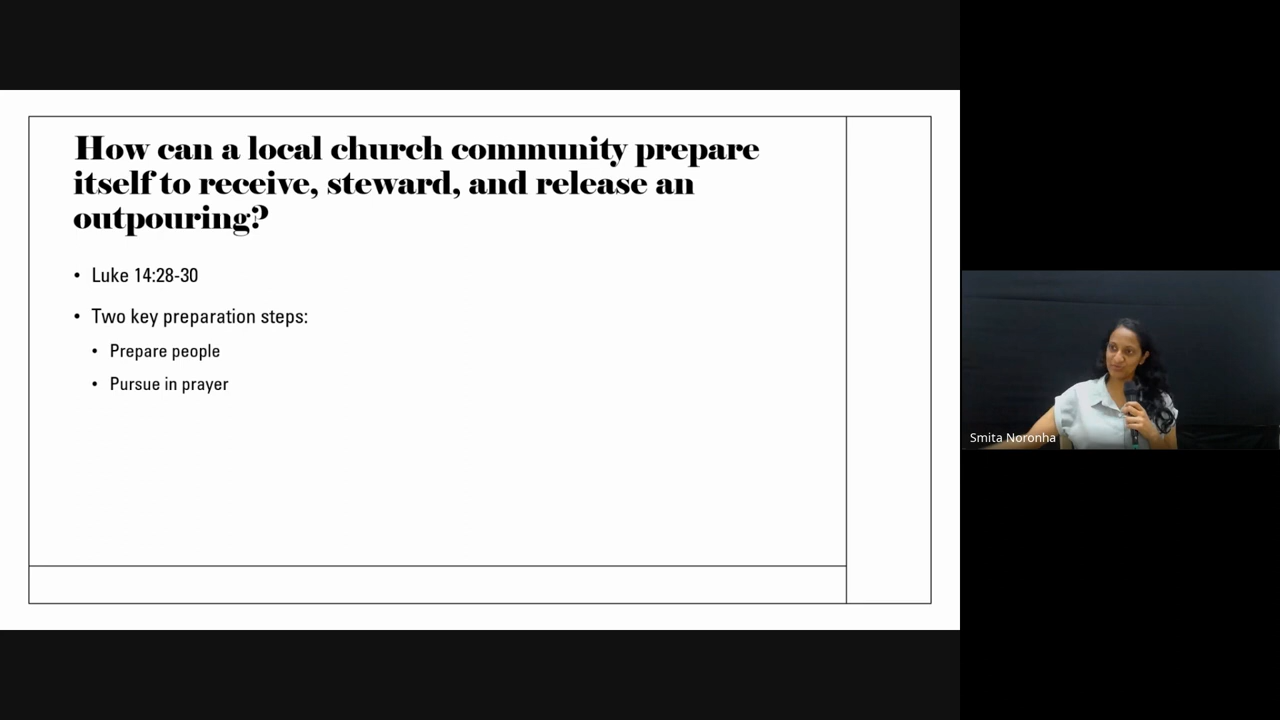 How can a local church community prepare
itself to receive, steward, and release an
outpouring?
• Luke 14:28-30
• Two key preparation steps:
• Prepare people
• Pursue in prayer
Smita Noronha